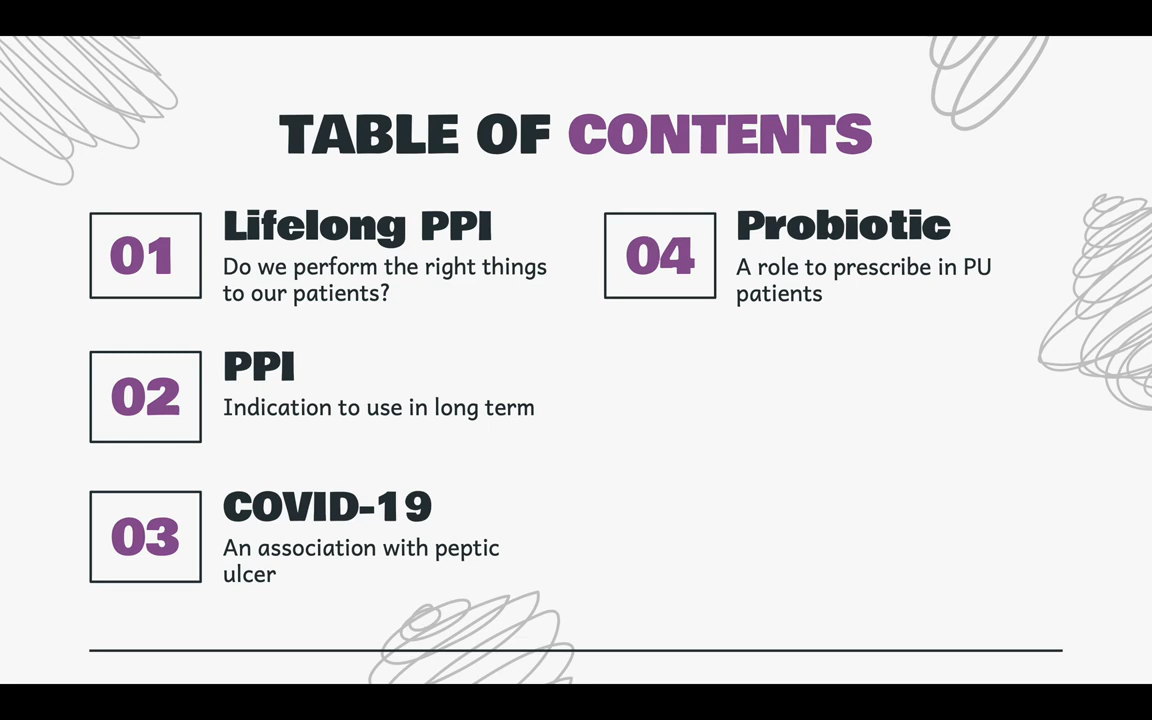 TABLE OF CONTENTS
01
Lifelong PPI
Do we perform the right things
to our patients?
02
PPI
Indication to use in long term
03
COVID-19
An association with peptic
ulcer
04
Probiotic
A role to prescribe in PU
patients